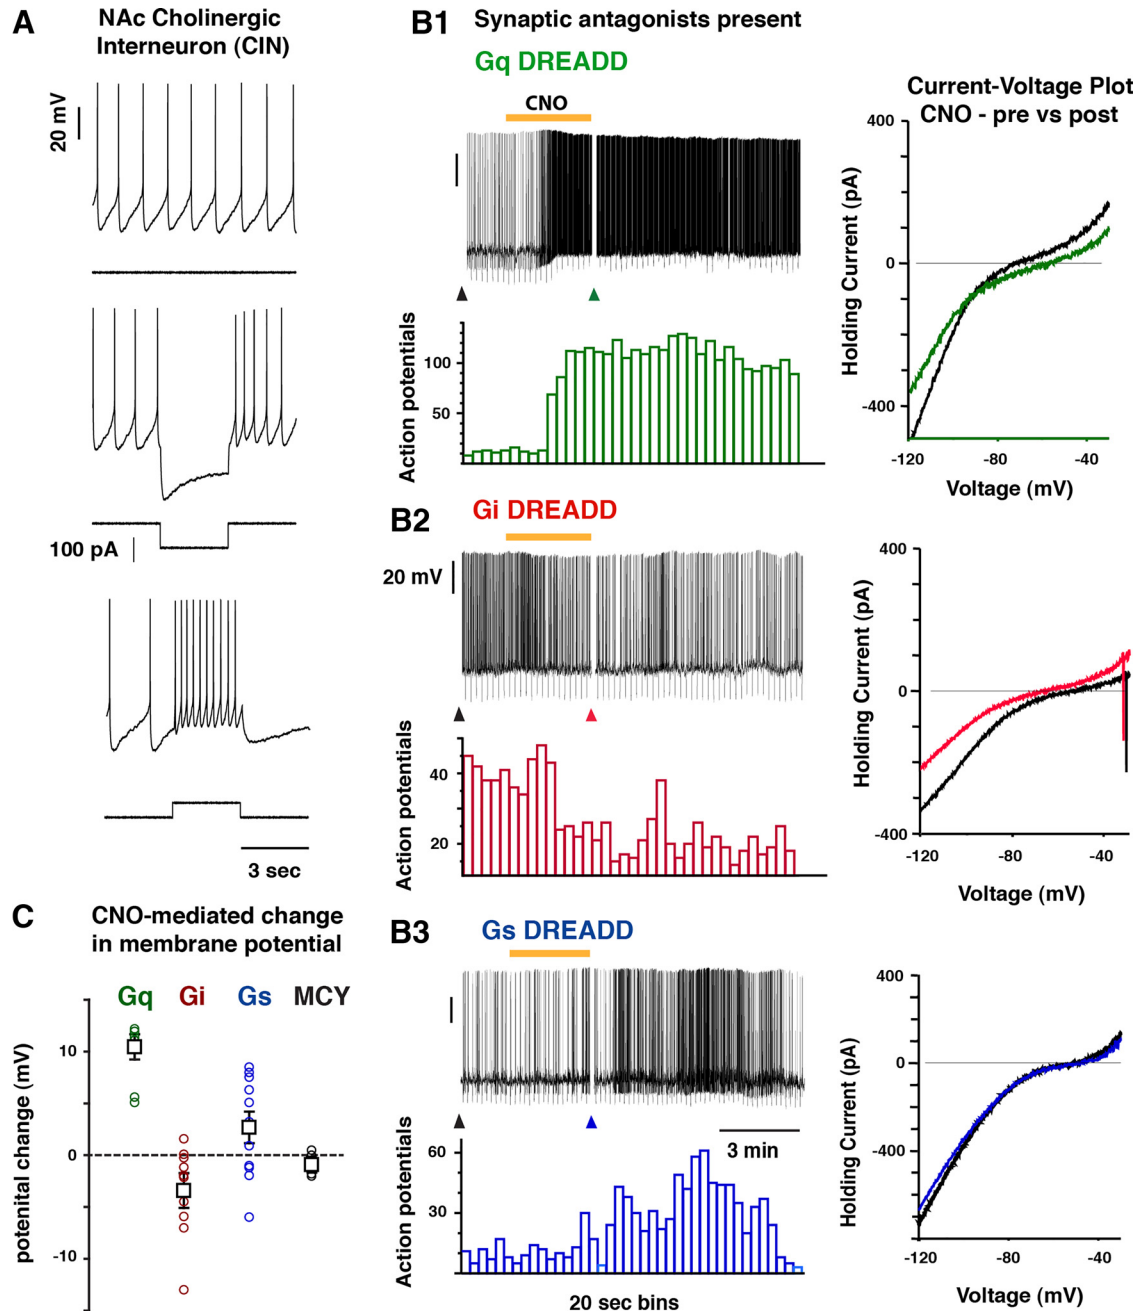 A
NAc Cholinergic
Interneuron (CIN)
20 mV
100 pA
3 sec
B1
Synaptic antagonists present
Gq DREADD
CNO
Action potentials
100
50
Current-Voltage Plot
CNO - pre vs post
Holding Current (pA)
400
0
-400
-120
-80
-40
Voltage (mV)
B2
Gi DREADD
20 mV
Action potentials
40
20
Holding Current (pA)
400
0
-400
-120
-80
-40
Voltage (mV)
B3
Gs DREADD
3 min
Action potentials
60
30
20 sec bins
Holding Current (pA)
400
0
-400
-120
-80
-40
Voltage (mV)
C
CNO-mediated change
in membrane potential
Gq Gi Gs MCY
potenital change (mV)
10
0
-10